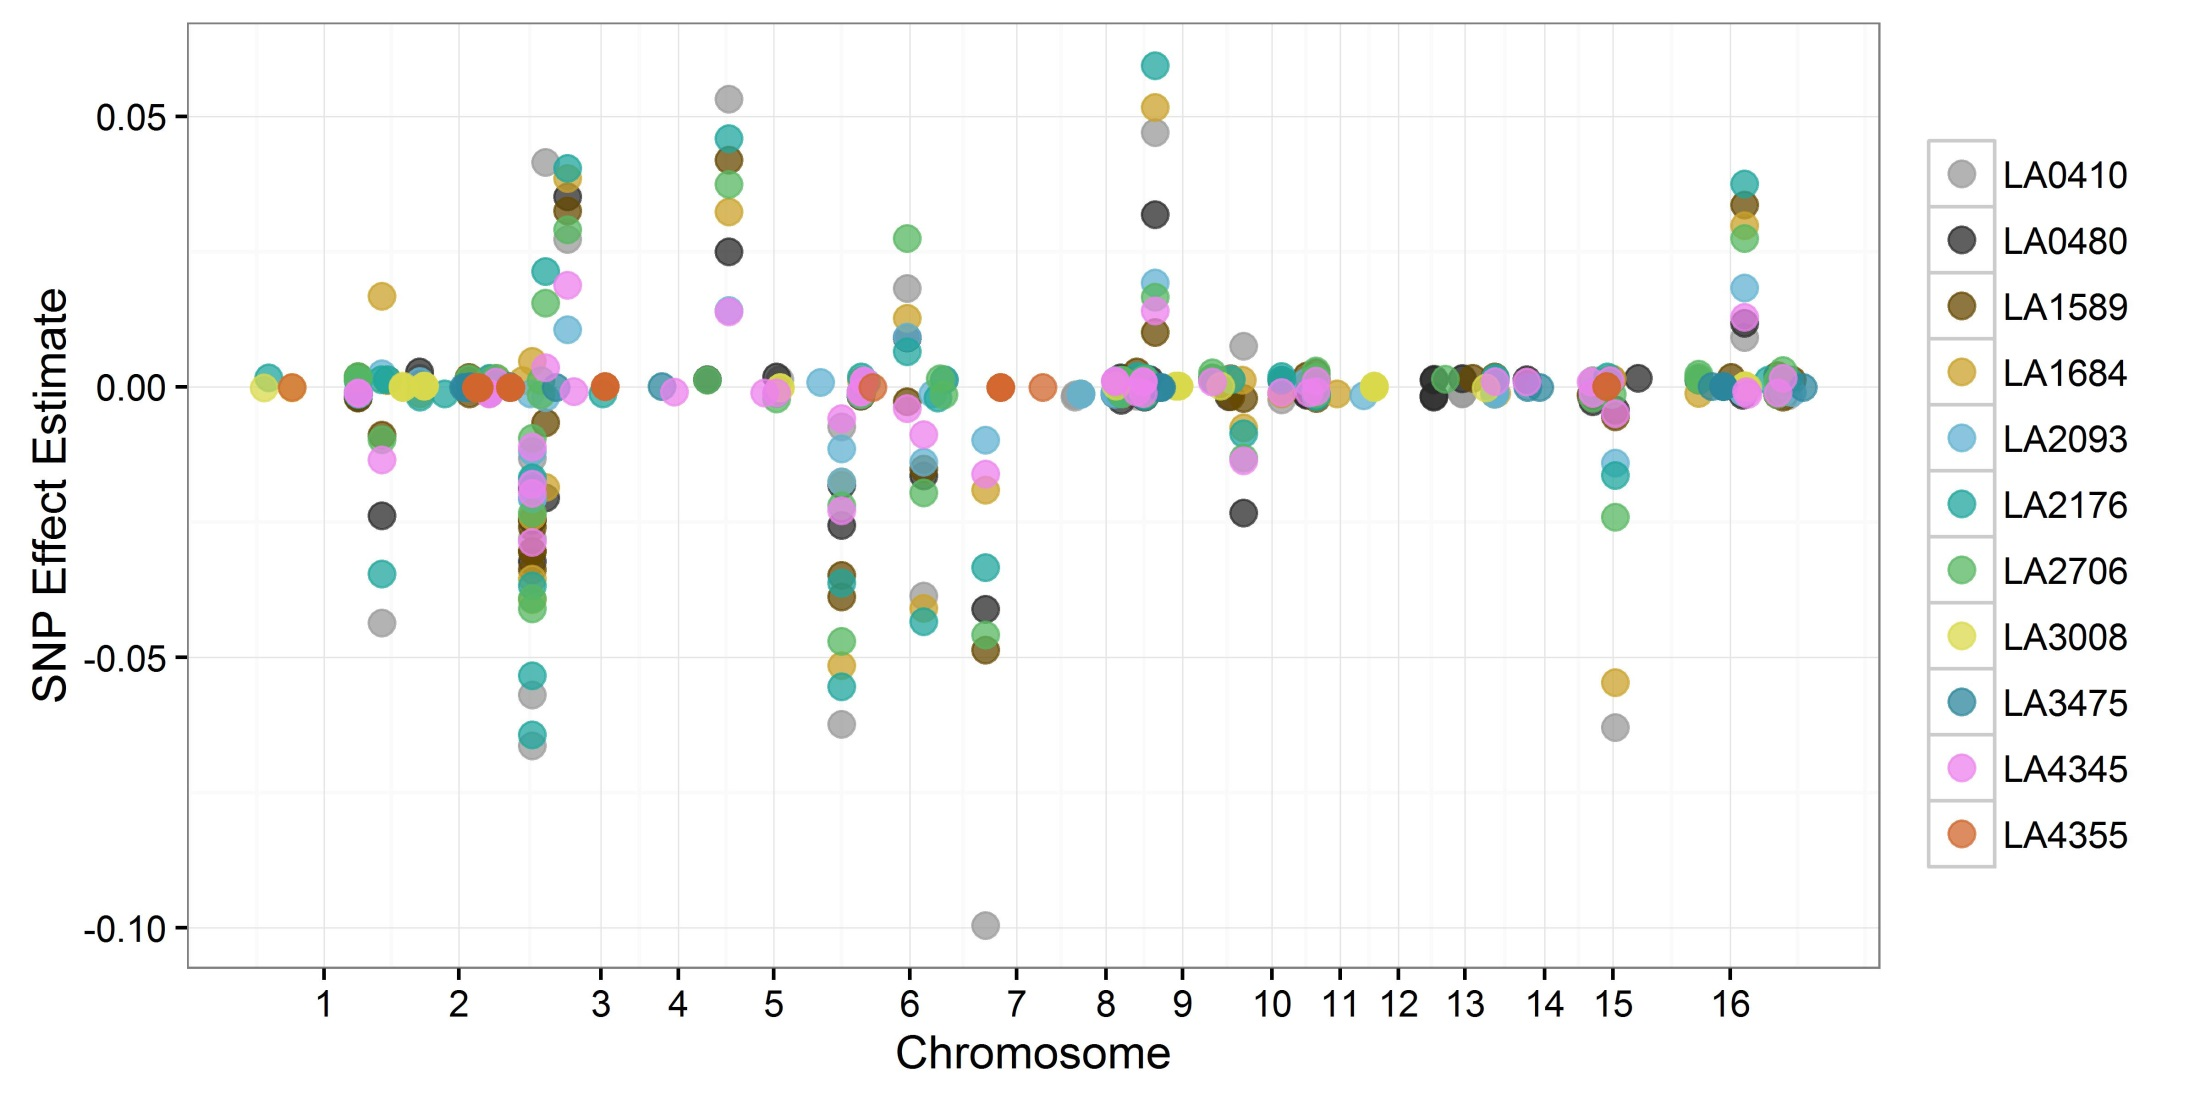 0.05
0.00
-0.05
-0.10
SNP Effect Estimate
1 2 3 4 5 6 7 8 9 10 11 12 13 14 15 16
Chromosome
LA0410
LA0480
LA1589
LA1684
LA2093
LA2176
LA2706
LA3008
LA3475
LA4345
LA4355